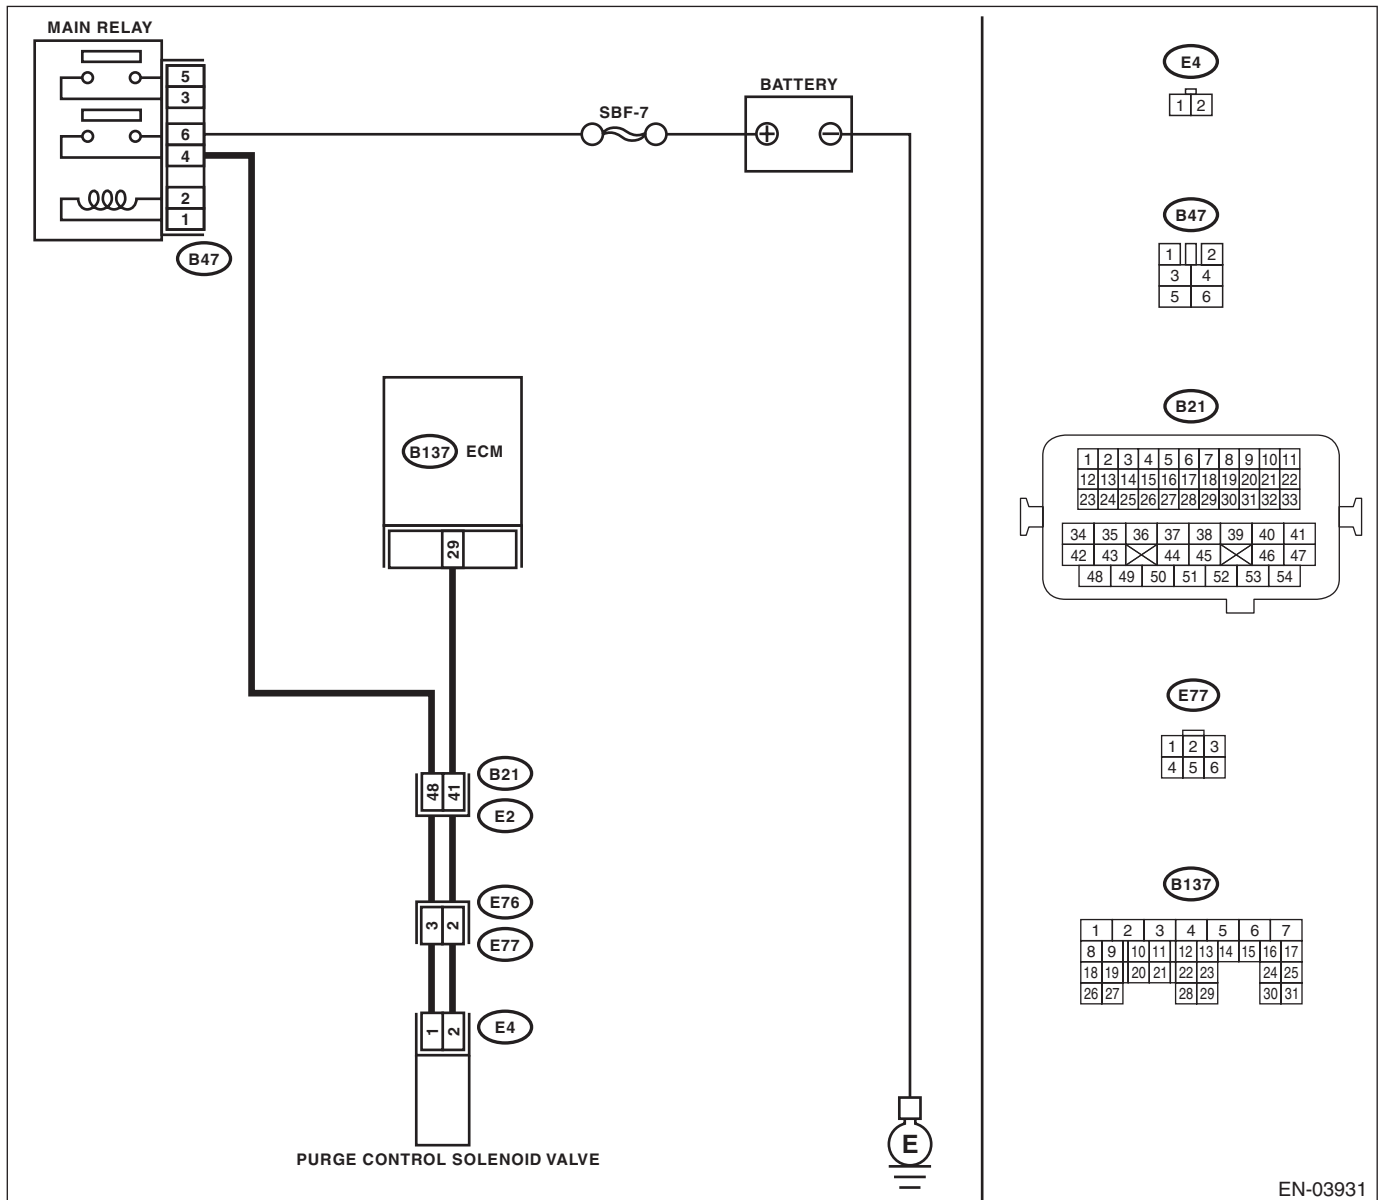 MAIN RELAY
5
3
6
4
2
1
B47
SBF-7
BATTERY
+ −
B137 ECM
29
48 41
B21
E2
3 2
E76
E77
1 2
E4
PURGE CONTROL SOLENOID VALVE
E
E4
1 2
B47
1 2
3 4
5 6
B21
1 2 3 4 5 6 7 8 9 10 11
12 13 14 15 16 17 18 19 20 21 22
23 24 25 26 27 28 29 30 31 32 33
34 35 36 37 38 39 40 41
42 43 44 45 46 47
48 49 50 51 52 53 54
E77
1 2 3
4 5 6
B137
1 2 3 4 5 6 7
8 9 10 11 12 13 14 15 16 17
18 19 20 21 22 23 24 25
26 27 28 29 30 31
EN-03931